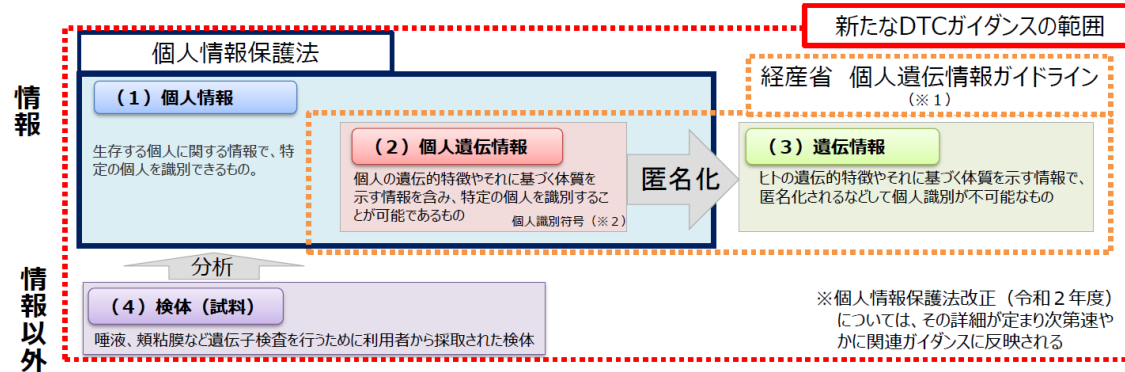 新たなDTCガイダンスの範囲
個人情報保護法
経産省 個人遺伝情報ガイドライン
（※１）
情報
（１）個人情報
生存する個人に関する情報で、特
定の個人を識別できるもの。
（２）個人遺伝情報
個人の遺伝的特徴やそれに基づく体質を
示す情報を含み、特定の個人を識別するこ
とが可能であるもの
個人識別符号（※２）
匿名化
（３）遺伝情報
ヒトの遺伝的特徴やそれに基づく体質を示す情報で、
匿名化されるなどして個人識別が不可能なもの
分析
情報以外
（４）検体（試料）
唾液、頬粘膜など遺伝子検査を行うために利用者から採取された検体
※個人情報保護法改正（令和２年度）
については、その詳細が定まり次第速や
かに関連ガイダンスに反映される